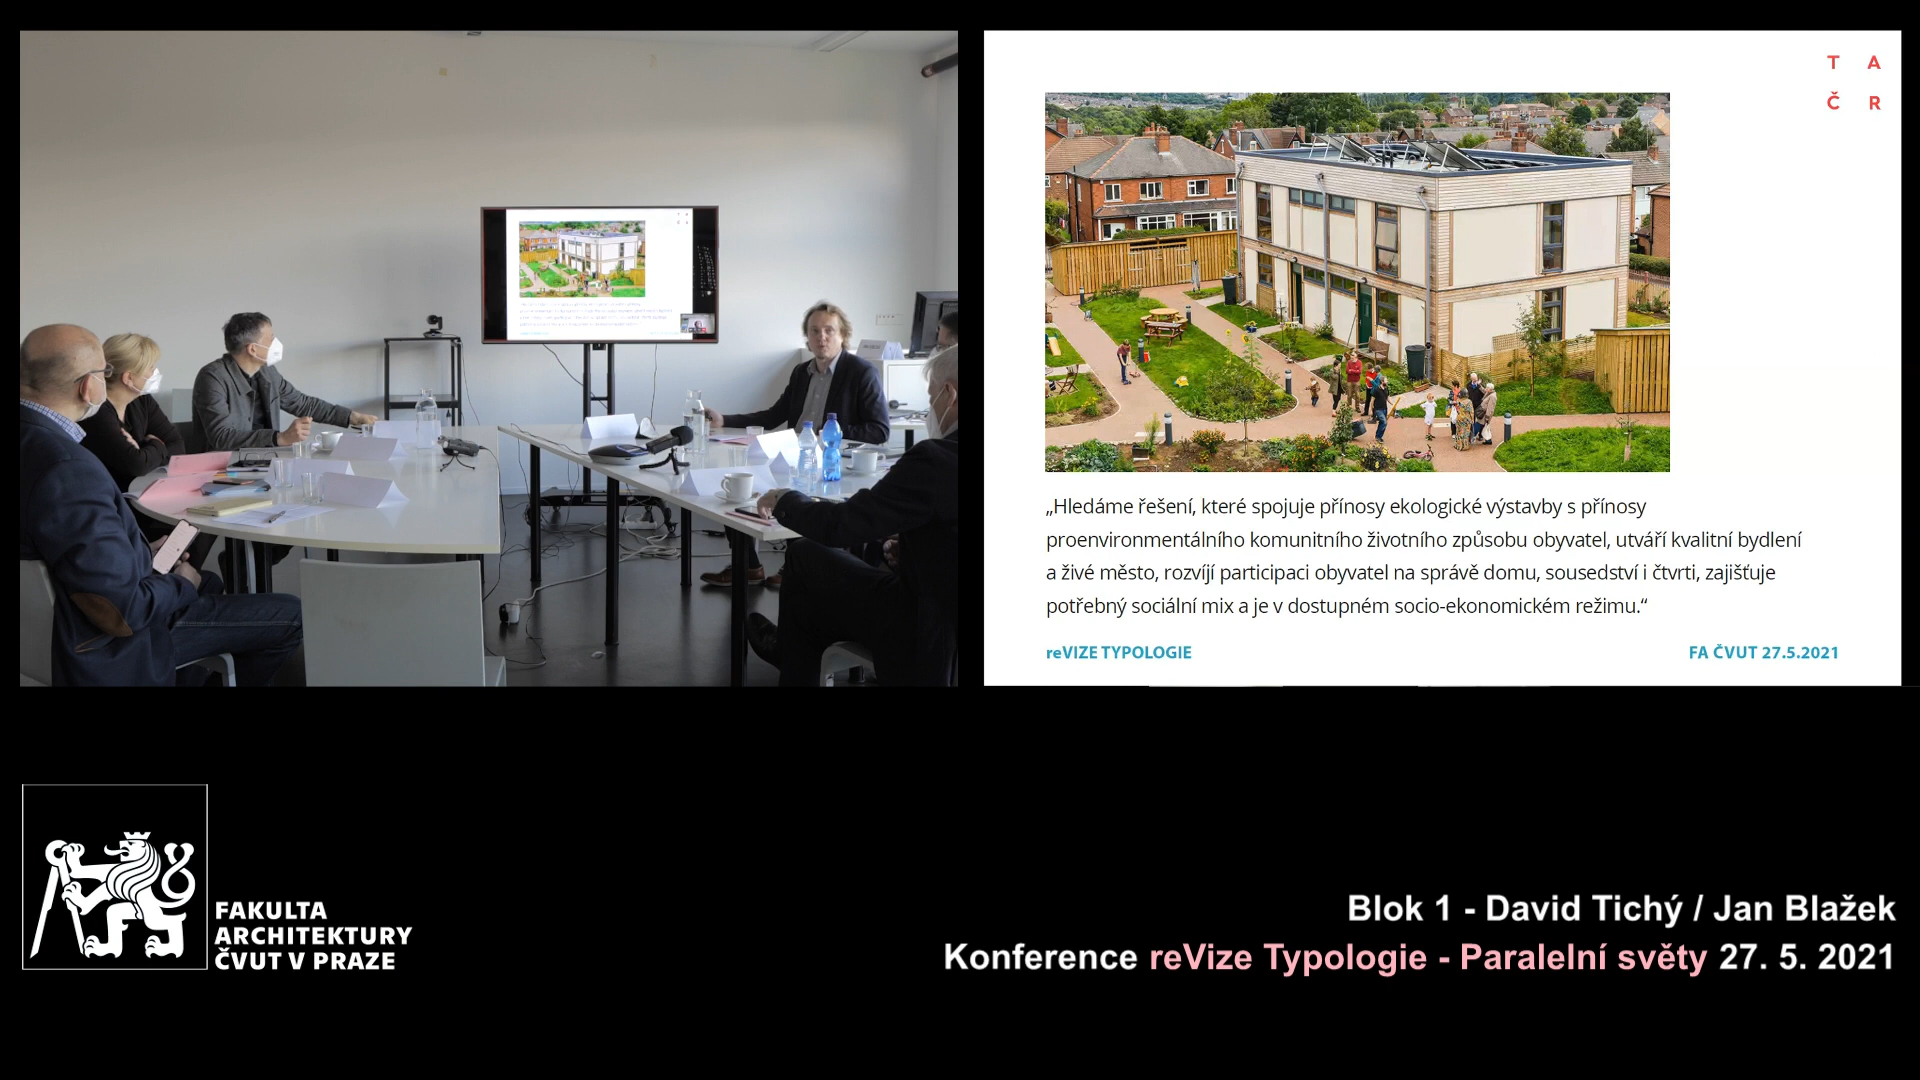 T A
Č R
„Hledáme řešení, které spojuje přínosy ekologické výstavby s přínosy
proenvironmentálního komunitního životního způsobu obyvatel, utváří kvalitní bydlení
a živé město, rozvíjí participaci obyvatel na správě domu, sousedství i čtvrti, zajišťuje
potřebný sociální mix a je v dostupném socio-ekonomickém režimu.“
reVIZE TYPOLOGIE
FA ČVUT 27.5.2021
FAKULTA
ARCHITEKTURY
ČVUT V PRAZE
Blok 1 - David Tichý / Jan Blažek
Konference reVize Typologie - Paralelní světy 27. 5. 2021